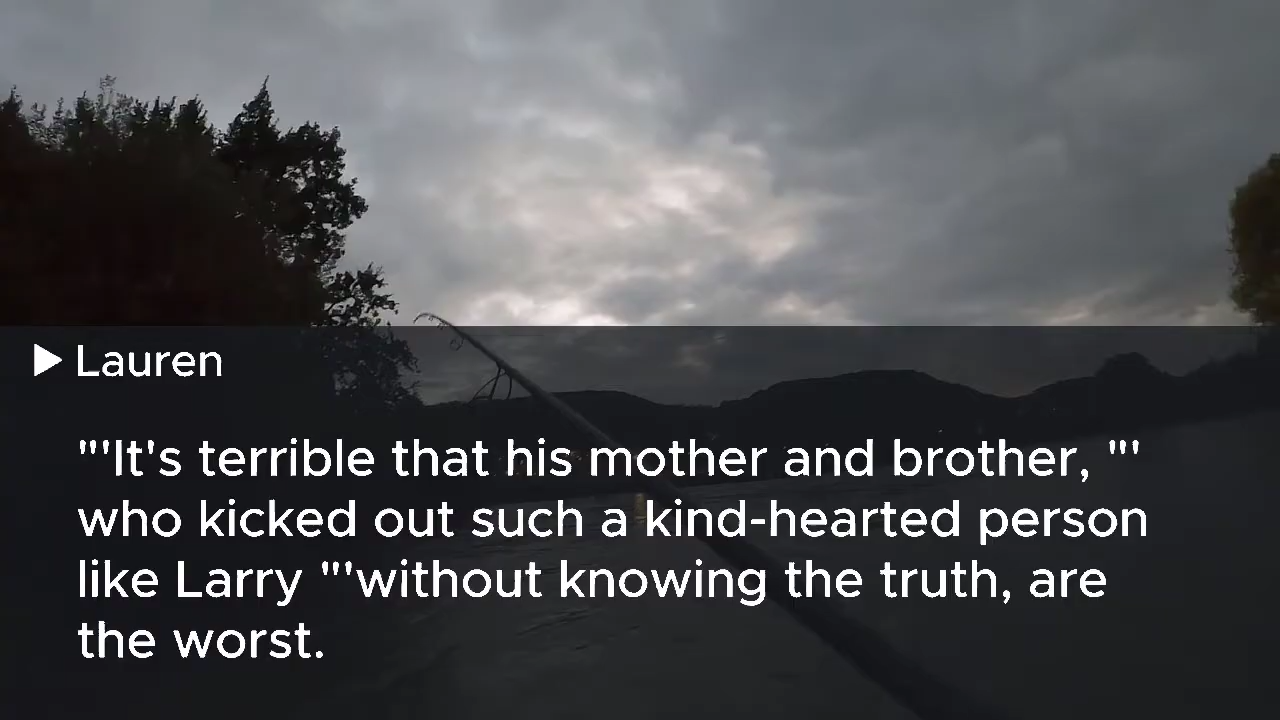 ▶ Lauren
"'It's terrible that his mother and brother, "'
who kicked out such a kind-hearted person
like Larry "'without knowing the truth, are
the worst.